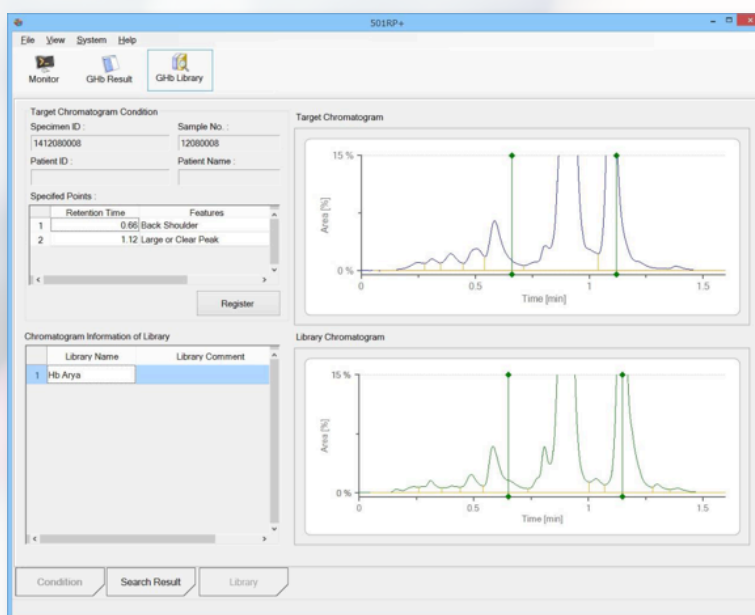 501RP+
File View System Help
Monitor GHb Result GHb Library
Target Chromatogram Condition
Specimen ID : Sample No. :
1412080008 12080008
Patient ID : Patient Name :
Specifed Points :
Retention Time Features
1 0.66 Back Shoulder
2 1.12 Large or Clear Peak
Register
Chromatogram Information of Library
Library Name Library Comment
1 Hb Arya
Target Chromatogram
15 %
Area [%]
0 %
0 0.5 1 1.5
Time [min]
Library Chromatogram
15 %
Area [%]
0 %
0 0.5 1 1.5
Time [min]
Condition Search Result Library